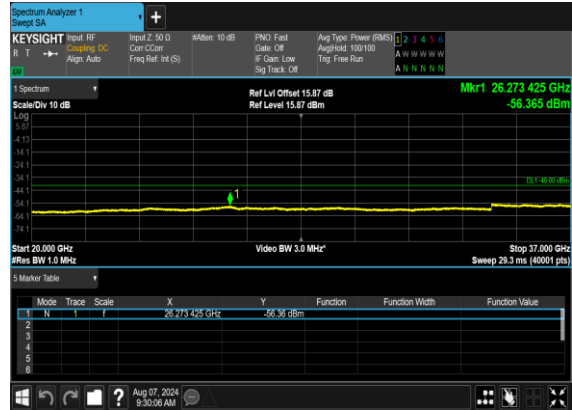 Spectrum Analyzer 1
Swept SA
+
KEYSIGHT Input: RF Input Z: 50 Ω #Atten: 10 dB PNO: Fast Avg Type: Power (RMS) 1 2 3 4 5 6
R T Coupling: DC Corr CCorr Gate: Off Avg|Hold: 100/100 A W W W W W
Align: Auto Freq Ref: Int (S) IF Gain: Low Trig: Free Run
Sig Track: Off A N N N N N
1 Spectrum Ref Lvl Offset 15.87 dB Mkr1 26.273 425 GHz
Scale/Div 10 dB Ref Level 15.87 dBm -56.365 dBm
Log
5.87
-4.13
-14.1
-24.1
-34.1 DL1 -40.00 dBm
-44.1 1
-54.1
-64.1
-74.1
Start 20.000 GHz Video BW 3.0 MHz* Stop 37.000 GHz
#Res BW 1.0 MHz Sweep 29.3 ms (40001 pts)
5 Marker Table
Mode Trace Scale X Y Function Function Width Function Value
1 N 1 f 26.273 425 GHz -56.36 dBm
2
3
4
5
6
? Aug 07, 2024
9:30:06 AM